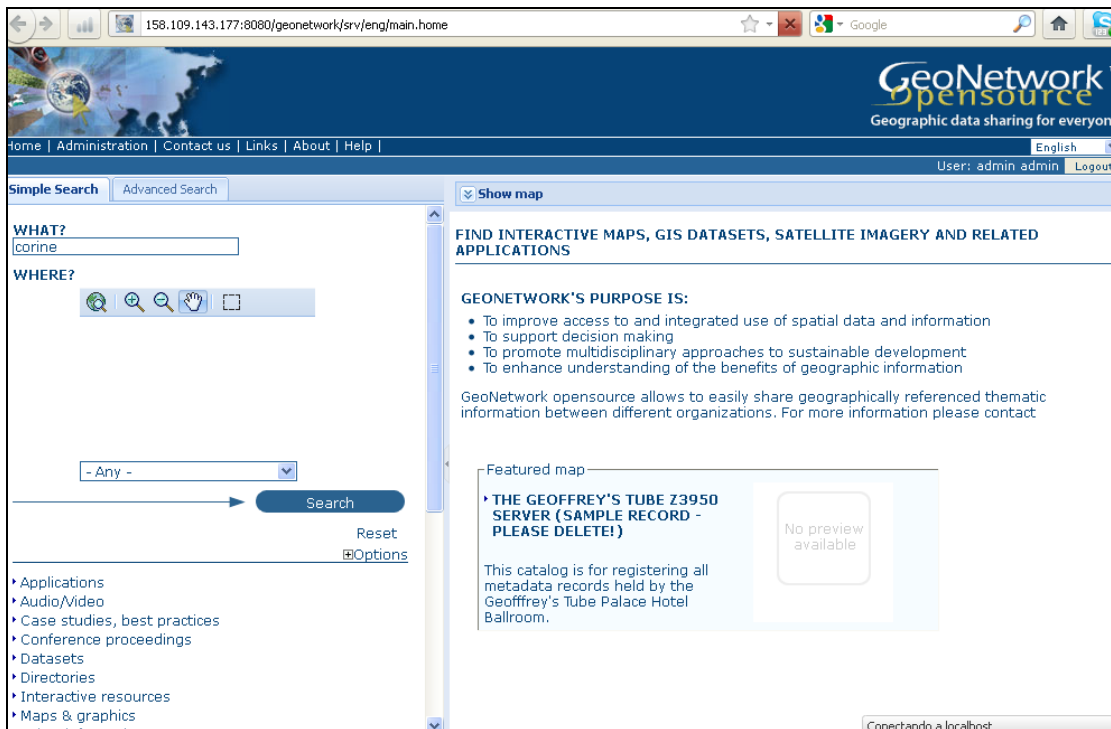 158.109.143.177:8080/geonetwork/srv/eng/main.home
Google
GeoNetwork
Opensource
Geographic data sharing for everyon
Home | Administration | Contact us | Links | About | Help |
English
User: admin admin Logout
Simple Search Advanced Search
WHAT?
corine
WHERE?
- Any -
Search
Reset
Options
Applications
Audio/Video
Case studies, best practices
Conference proceedings
Datasets
Directories
Interactive resources
Maps & graphics
Show map
FIND INTERACTIVE MAPS, GIS DATASETS, SATELLITE IMAGERY AND RELATED
APPLICATIONS
GEONETWORK'S PURPOSE IS:
• To improve access to and integrated use of spatial data and information
• To support decision making
• To promote multidisciplinary approaches to sustainable development
• To enhance understanding of the benefits of geographic information
GeoNetwork opensource allows to easily share geographically referenced thematic
information between different organizations. For more information please contact
Featured map
THE GEOFFREY'S TUBE Z3950
SERVER (SAMPLE RECORD -
PLEASE DELETE!)
No preview
available
This catalog is for registering all
metadata records held by the
Geofffrey's Tube Palace Hotel
Ballroom.
Conectando a localhost